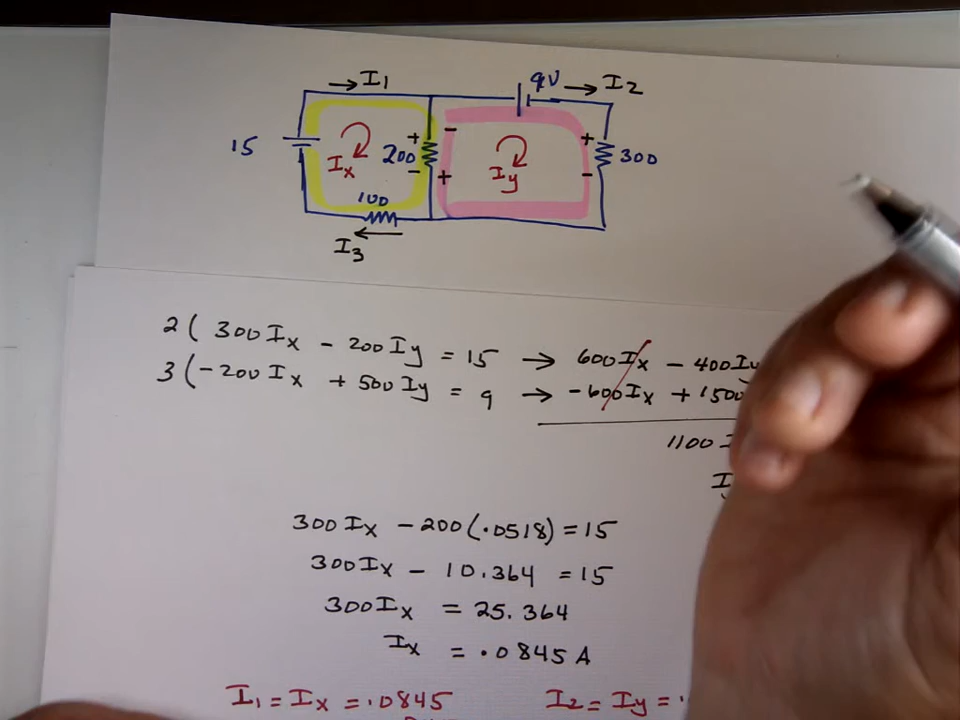 → I1
9V → I2
15
Ix
200
+
-
-
+
Iy
+
-
300
100
←
I3
2( 300Ix - 200Iy = 15 → 600Ix - 400Iy
3(-200Ix + 500Iy = 9 → -600Ix + 1500
1100
300Ix - 200(.0518) = 15
300Ix - 10.364 = 15
300Ix = 25.364
Ix = .0845 A
I1 = Ix = .0845 I2 = Iy = .